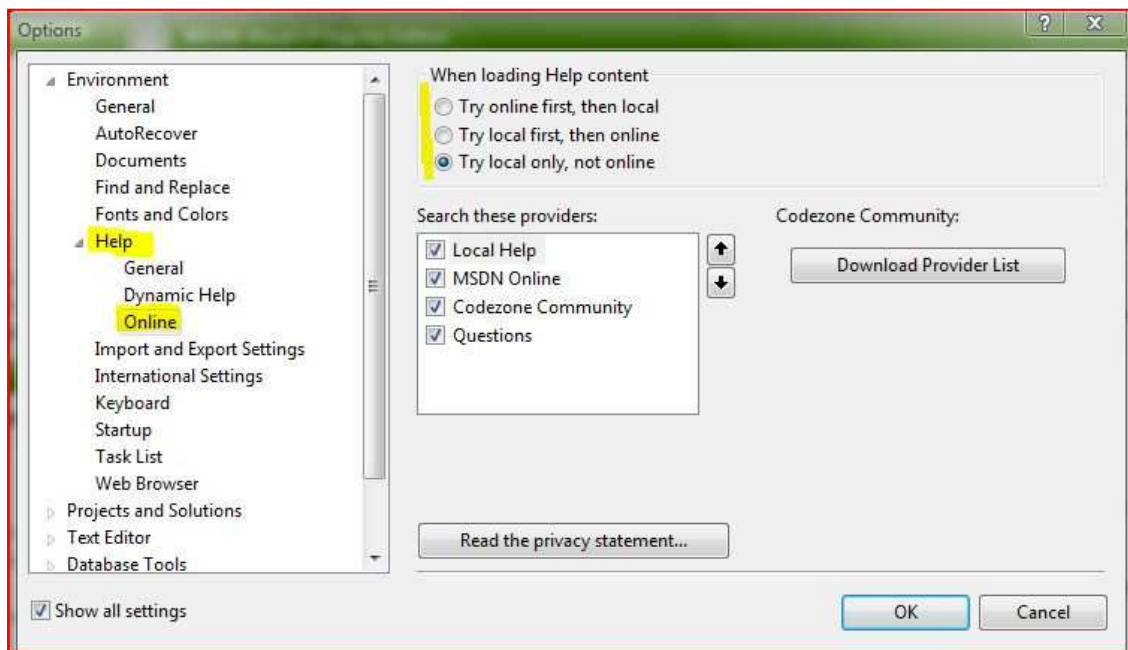 Options
Environment
General
AutoRecover
Documents
Find and Replace
Fonts and Colors
Help
General
Dynamic Help
Online
Import and Export Settings
International Settings
Keyboard
Startup
Task List
Web Browser
Projects and Solutions
Text Editor
Database Tools
Show all settings
When loading Help content
Try online first, then local
Try local first, then online
Try local only, not online
Search these providers:
Local Help
MSDN Online
Codezone Community
Questions
Codezone Community:
Download Provider List
Read the privacy statement...
OK
Cancel